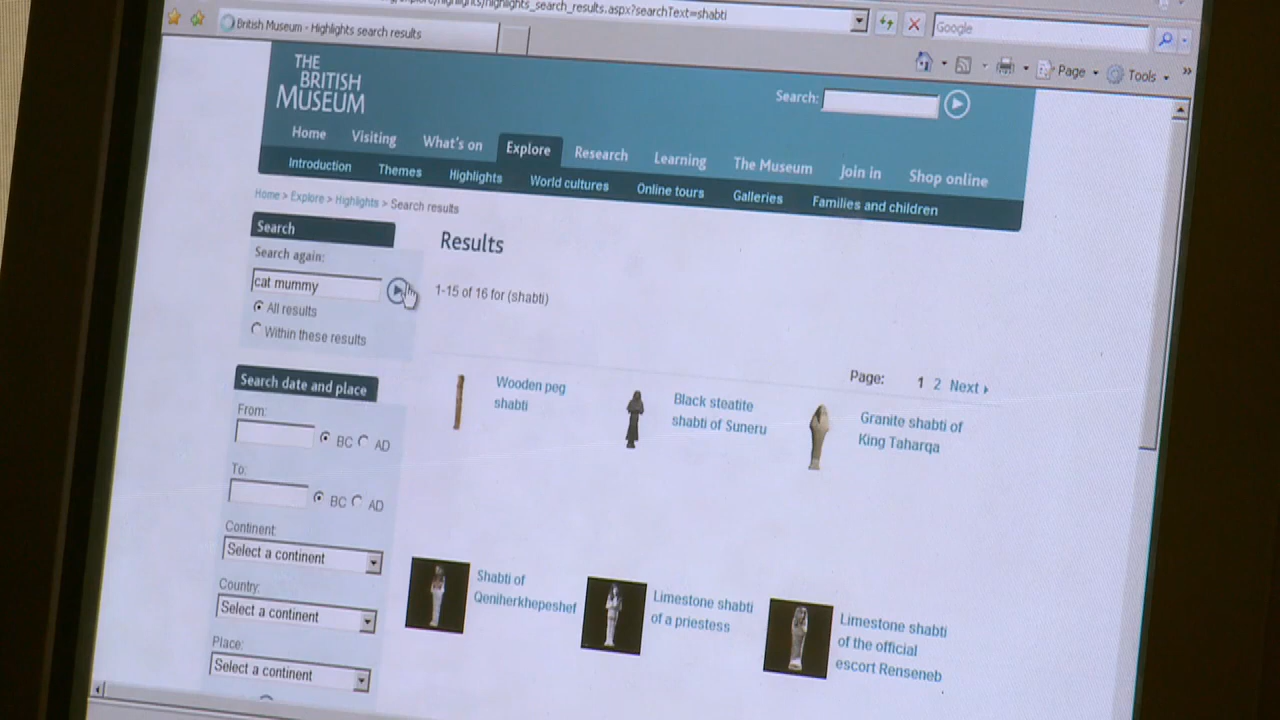 /explore/highlights/highlights_search_results.aspx?searchText=shabti
British Museum - Highlights search results
Google
Page
Tools
THE
BRITISH
MUSEUM
Search:
Home
Visiting
What's on
Explore
Research
Learning
The Museum
Join in
Shop online
Introduction
Themes
Highlights
World cultures
Online tours
Galleries
Families and children
Home > Explore > Highlights > Search results
Search
Search again:
cat mummy
All results
Within these results
Results
1-15 of 16 for (shabti)
Page: 1 2 Next
Search date and place
From:
BC AD
To:
BC AD
Continent:
Select a continent
Country:
Select a continent
Place:
Select a continent
Wooden peg
shabti
Black steatite
shabti of Suneru
Granite shabti of
King Taharqa
Shabti of
Qeniherkhepeshef
Limestone shabti
of a priestess
Limestone shabti
of the official
escort Renseneb